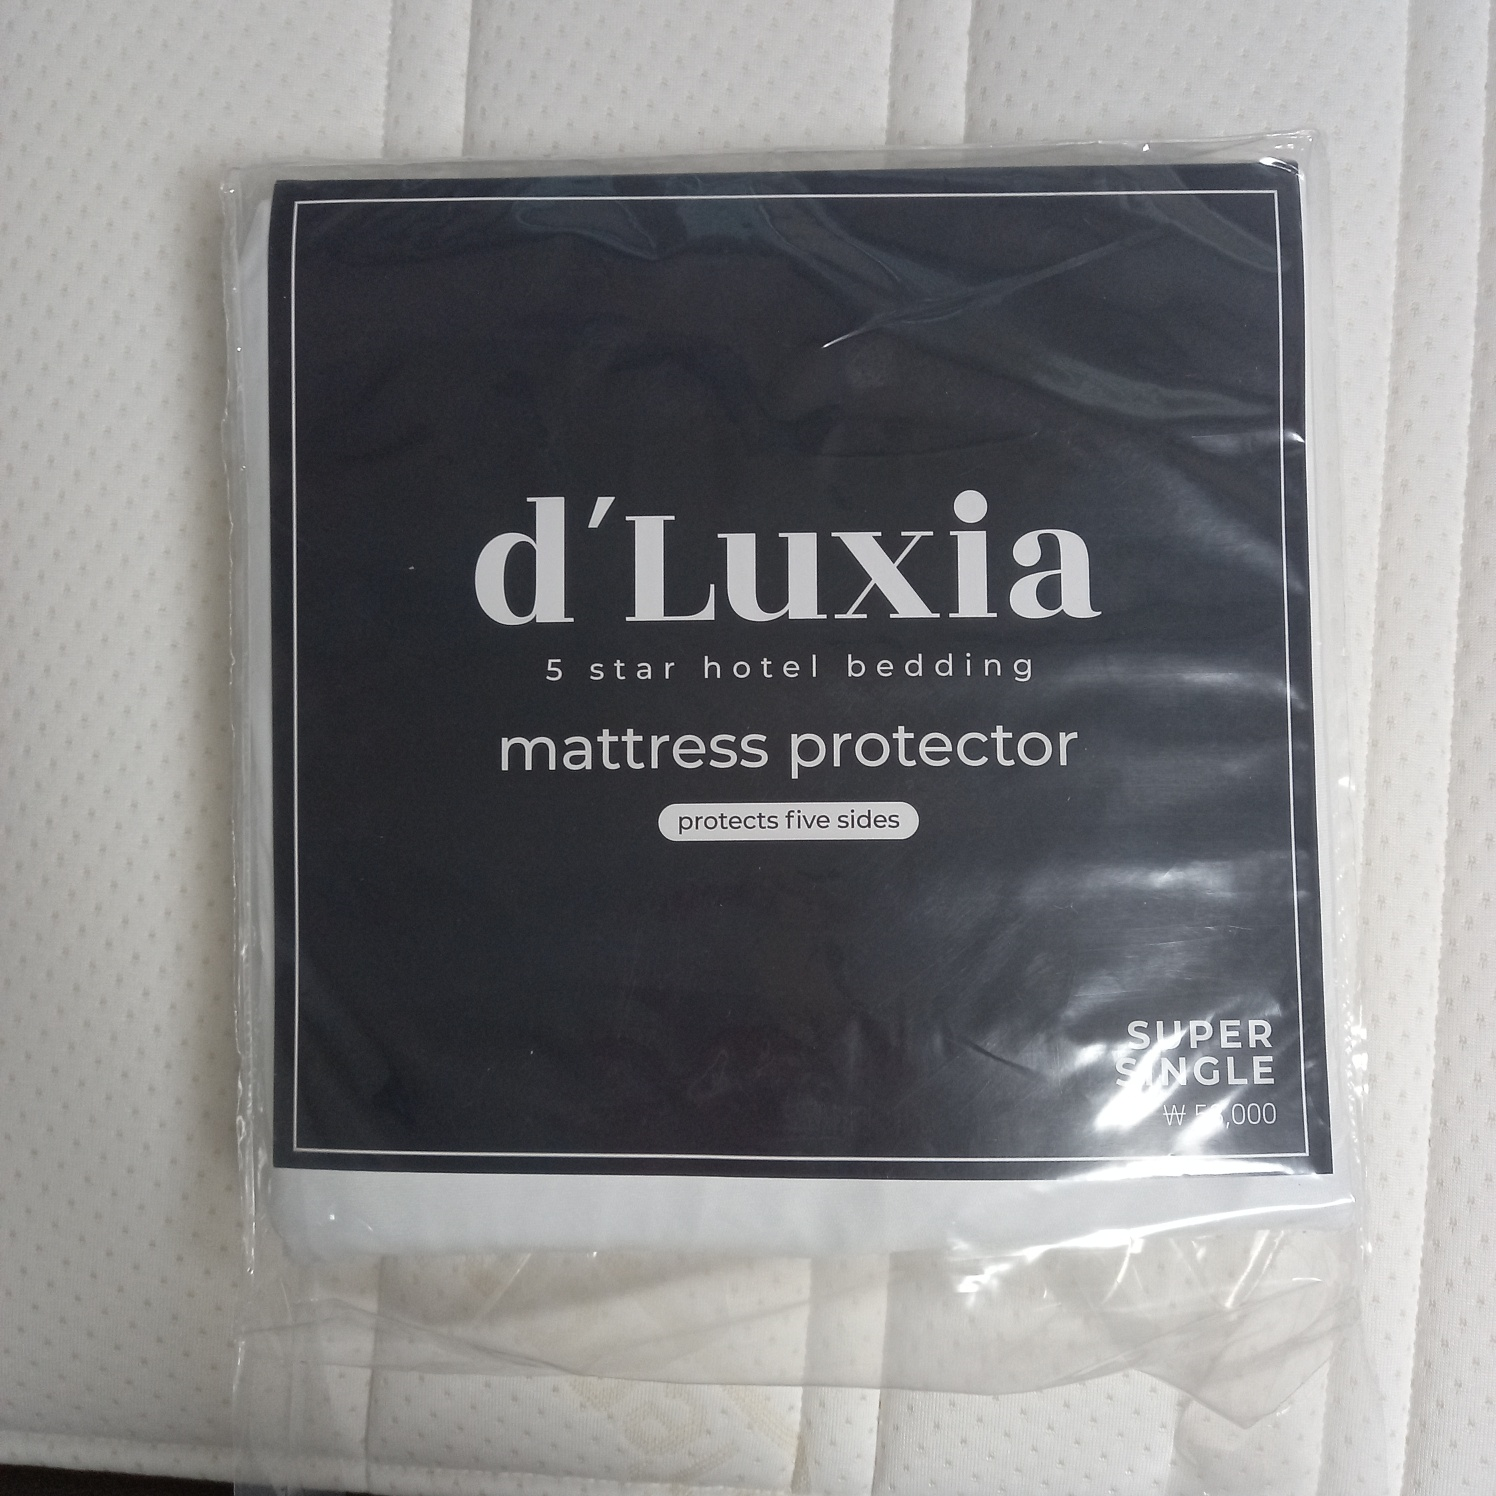 d'Luxia
5 star hotel bedding
mattress protector
protects five sides
SUPER
SINGLE
₩